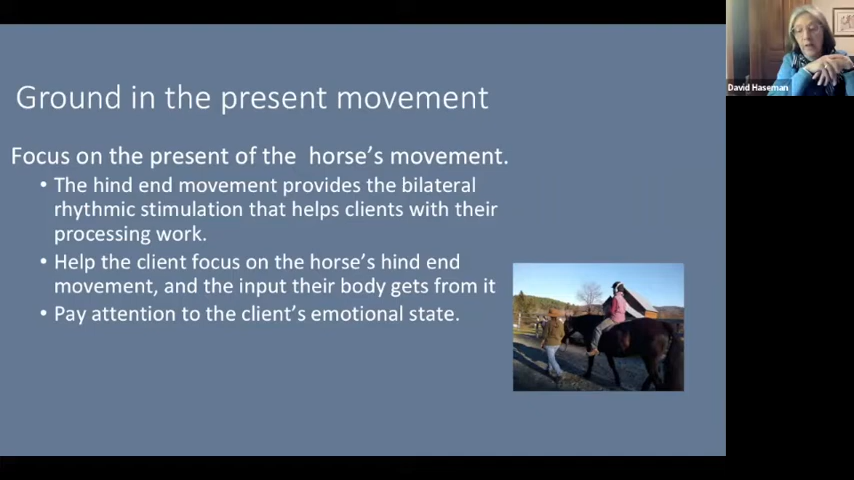 Ground in the present movement
Focus on the present of the  horse's movement.
• The hind end movement provides the bilateral
rhythmic stimulation that helps clients with their
processing work.
• Help the client focus on the horse's hind end
movement, and the input their body gets from it
• Pay attention to the client's emotional state.
David Haseman